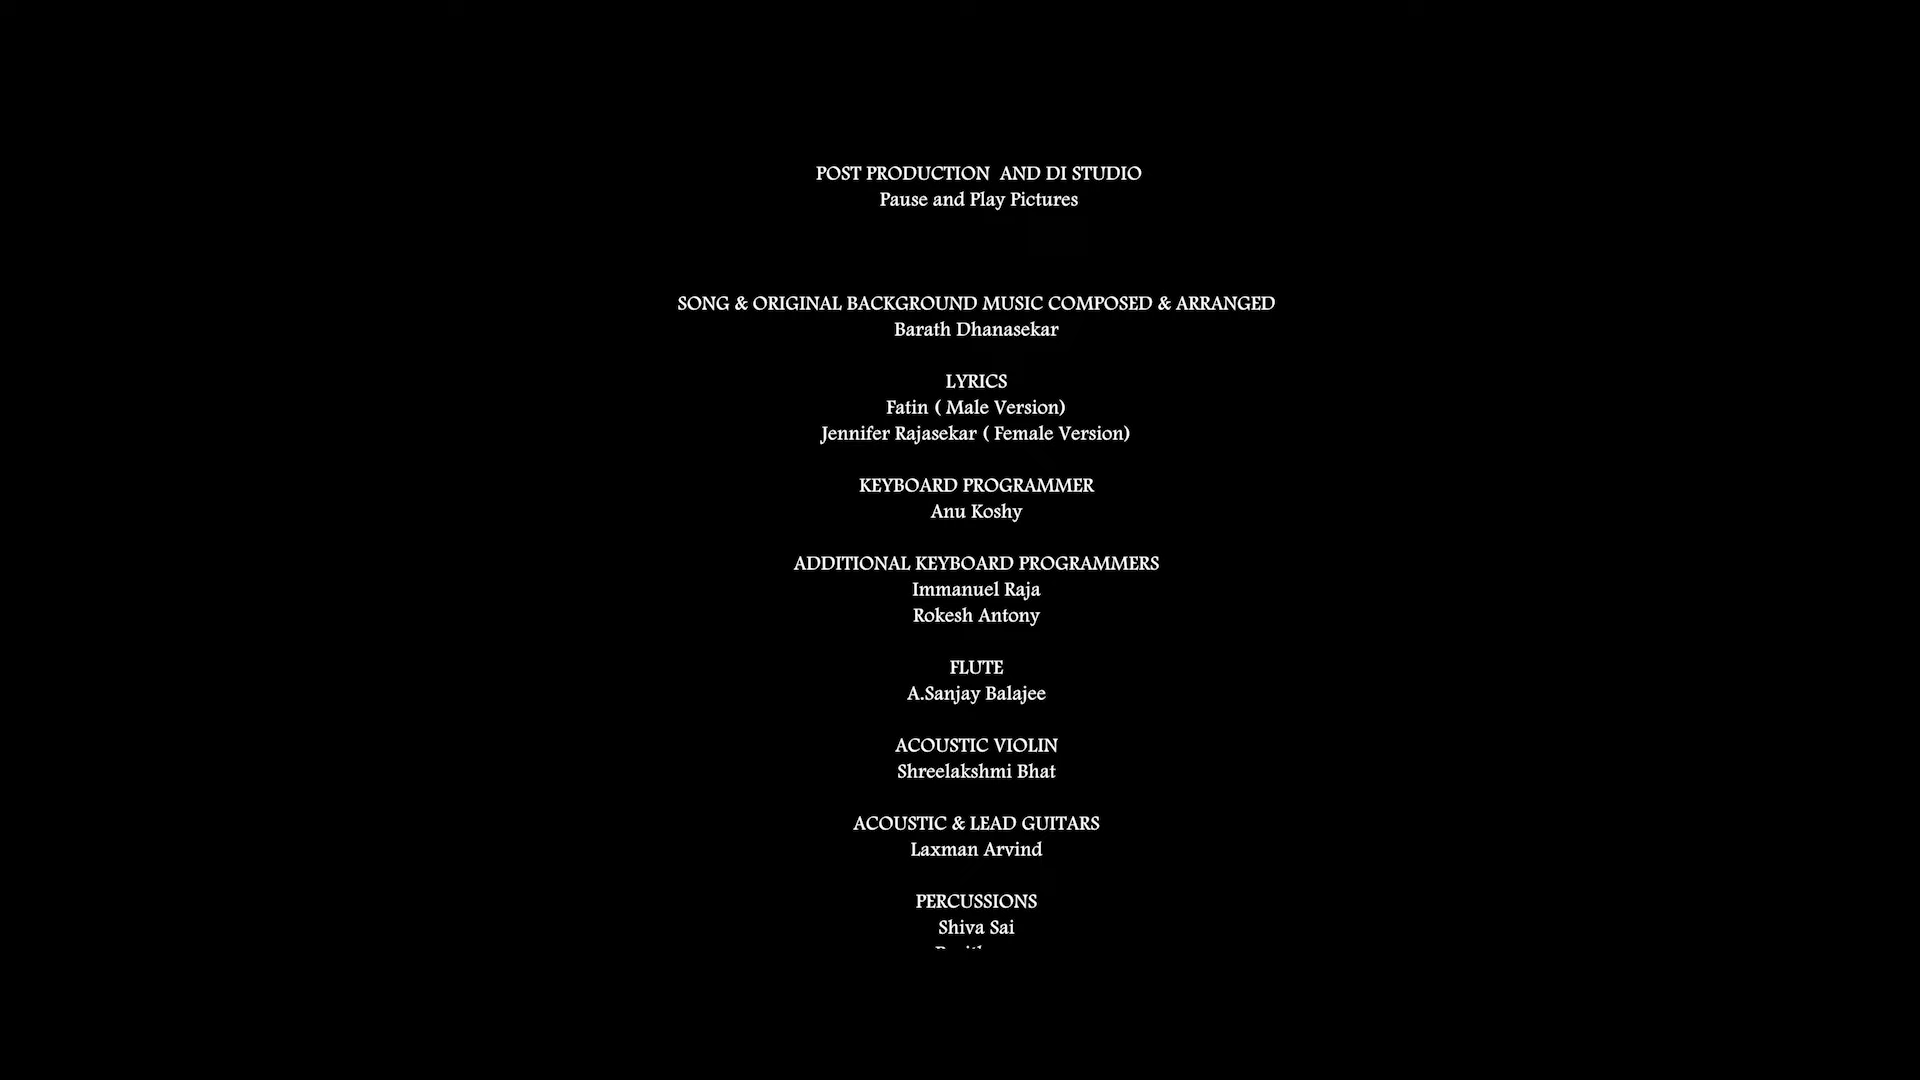 POST PRODUCTION  AND DI STUDIO
Pause and Play Pictures
SONG & ORIGINAL BACKGROUND MUSIC COMPOSED & ARRANGED
Barath Dhanasekar
LYRICS
Fatin ( Male Version)
Jennifer Rajasekar ( Female Version)
KEYBOARD PROGRAMMER
Anu Koshy
ADDITIONAL KEYBOARD PROGRAMMERS
Immanuel Raja
Rokesh Antony
FLUTE
A.Sanjay Balajee
ACOUSTIC VIOLIN
Shreelakshmi Bhat
ACOUSTIC & LEAD GUITARS
Laxman Arvind
PERCUSSIONS
Shiva Sai